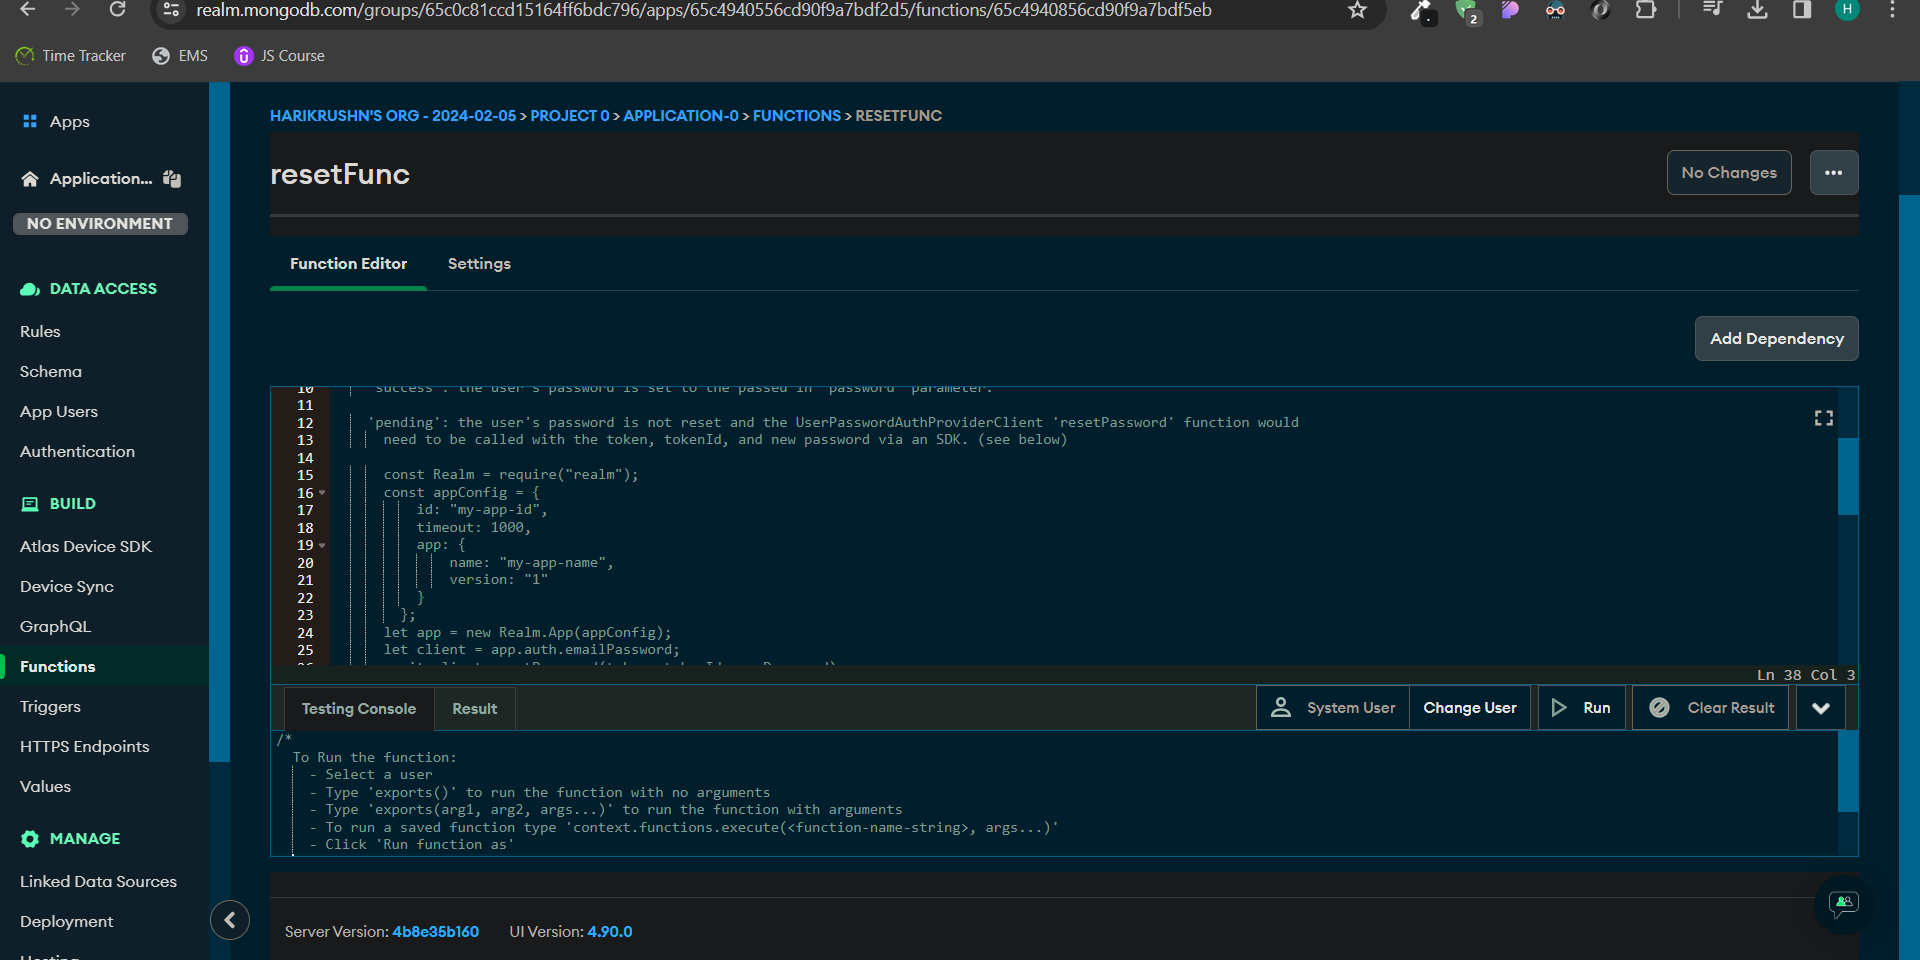 realm.mongodb.com/groups/65c0c81ccd15164ff6bdc796/apps/65c4940556cd90f9a7bdf2d5/functions/65c4940856cd90f9a7bdf5eb
2
H
Time Tracker
EMS
JS Course
Apps
Application...
NO ENVIRONMENT
DATA ACCESS
Rules
Schema
App Users
Authentication
BUILD
Atlas Device SDK
Device Sync
GraphQL
Functions
Triggers
HTTPS Endpoints
Values
MANAGE
Linked Data Sources
Deployment
Hosting
HARIKRUSHN'S ORG - 2024-02-05 > PROJECT 0 > APPLICATION-0 > FUNCTIONS > RESETFUNC
resetFunc
No Changes
Function Editor
Settings
Add Dependency
10 'success': the user's password is set to the passed in 'password' parameter.
11
12 'pending': the user's password is not reset and the UserPasswordAuthProviderClient 'resetPassword' function would
13 need to be called with the token, tokenId, and new password via an SDK. (see below)
14
15 const Realm = require("realm");
16 const appConfig = {
17 id: "my-app-id",
18 timeout: 1000,
19 app: {
20 name: "my-app-name",
21 version: "1"
22 }
23 };
24 let app = new Realm.App(appConfig);
25 let client = app.auth.emailPassword;
Ln 38 Col 3
Testing Console
Result
System User
Change User
Run
Clear Result
/*
To Run the function:
- Select a user
- Type 'exports()' to run the function with no arguments
- Type 'exports(arg1, arg2, args...)' to run the function with arguments
- To run a saved function type 'context.functions.execute(<function-name-string>, args...)'
- Click 'Run function as'
Server Version: 4b8e35b160
UI Version: 4.90.0